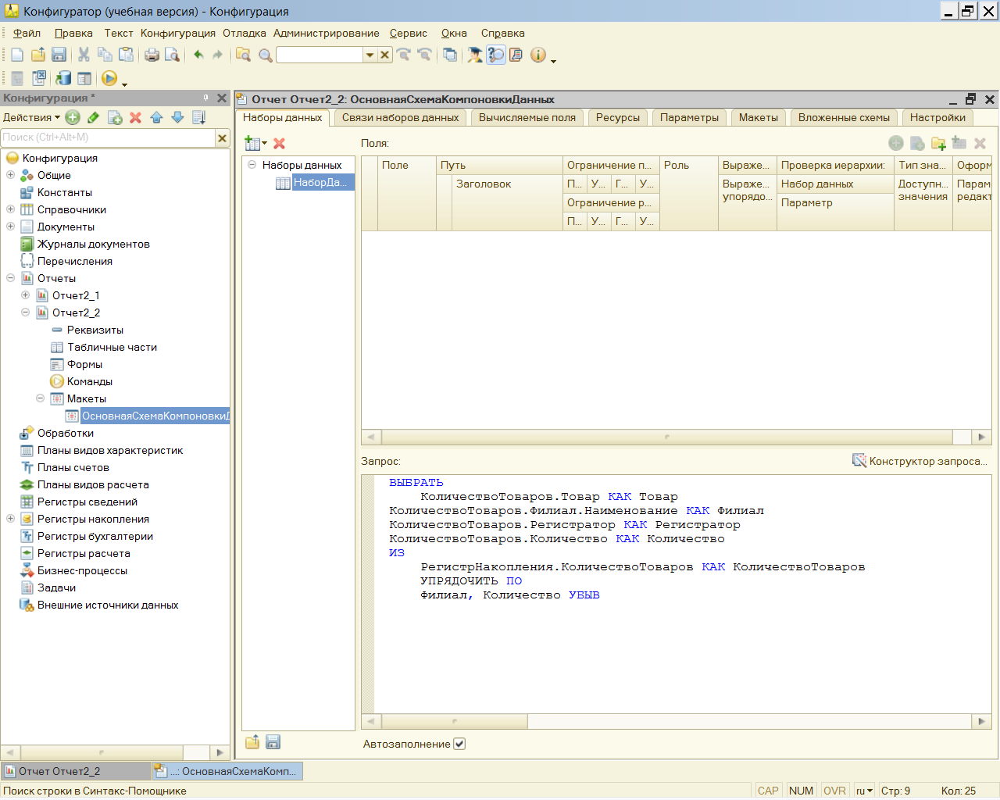 Конфигуратор (учебная версия) - Конфигурация
Файл Правка Текст Конфигурация Отладка Администрирование Сервис Окна Справка
Конфигурация *
Действия
Поиск (Ctrl+Alt+M)
Конфигурация
Общие
Константы
Справочники
Документы
Журналы документов
Перечисления
Отчеты
Отчет2_1
Отчет2_2
Реквизиты
Табличные части
Формы
Команды
Макеты
ОсновнаяСхемаКомпоновкиД
Обработки
Планы видов характеристик
Планы счетов
Планы видов расчета
Регистры сведений
Регистры накопления
Регистры бухгалтерии
Регистры расчета
Бизнес-процессы
Задачи
Внешние источники данных
Отчет Отчет2_2: ОсновнаяСхемаКомпоновкиДанных
Наборы данных Связи наборов данных Вычисляемые поля Ресурсы Параметры Макеты Вложенные схемы Настройки
Поля:
Наборы данных
НаборДа...
Поле Путь Ограничение п... Роль Выраже... Проверка иерархии: Тип зна... Оформ
Заголовок П... У... Г... У... Выраже... Набор данных Доступн... Парам
упорядо... значения редакт
Ограничение р... Параметр
П... У... Г... У...
Запрос:
Конструктор запроса...
ВЫБРАТЬ
КоличествоТоваров.Товар КАК Товар
КоличествоТоваров.Филиал.Наименование КАК Филиал
КоличествоТоваров.Регистратор КАК Регистратор
КоличествоТоваров.Количество КАК Количество
ИЗ
РегистрНакопления.КоличествоТоваров КАК КоличествоТоваров
УПРЯДОЧИТЬ ПО
Филиал, Количество УБЫВ
Автозаполнение
Отчет Отчет2_2
...: ОсновнаяСхемаКомп...
Поиск строки в Синтакс-Помощнике
CAP NUM OVR ru Стр: 9 Кол: 25